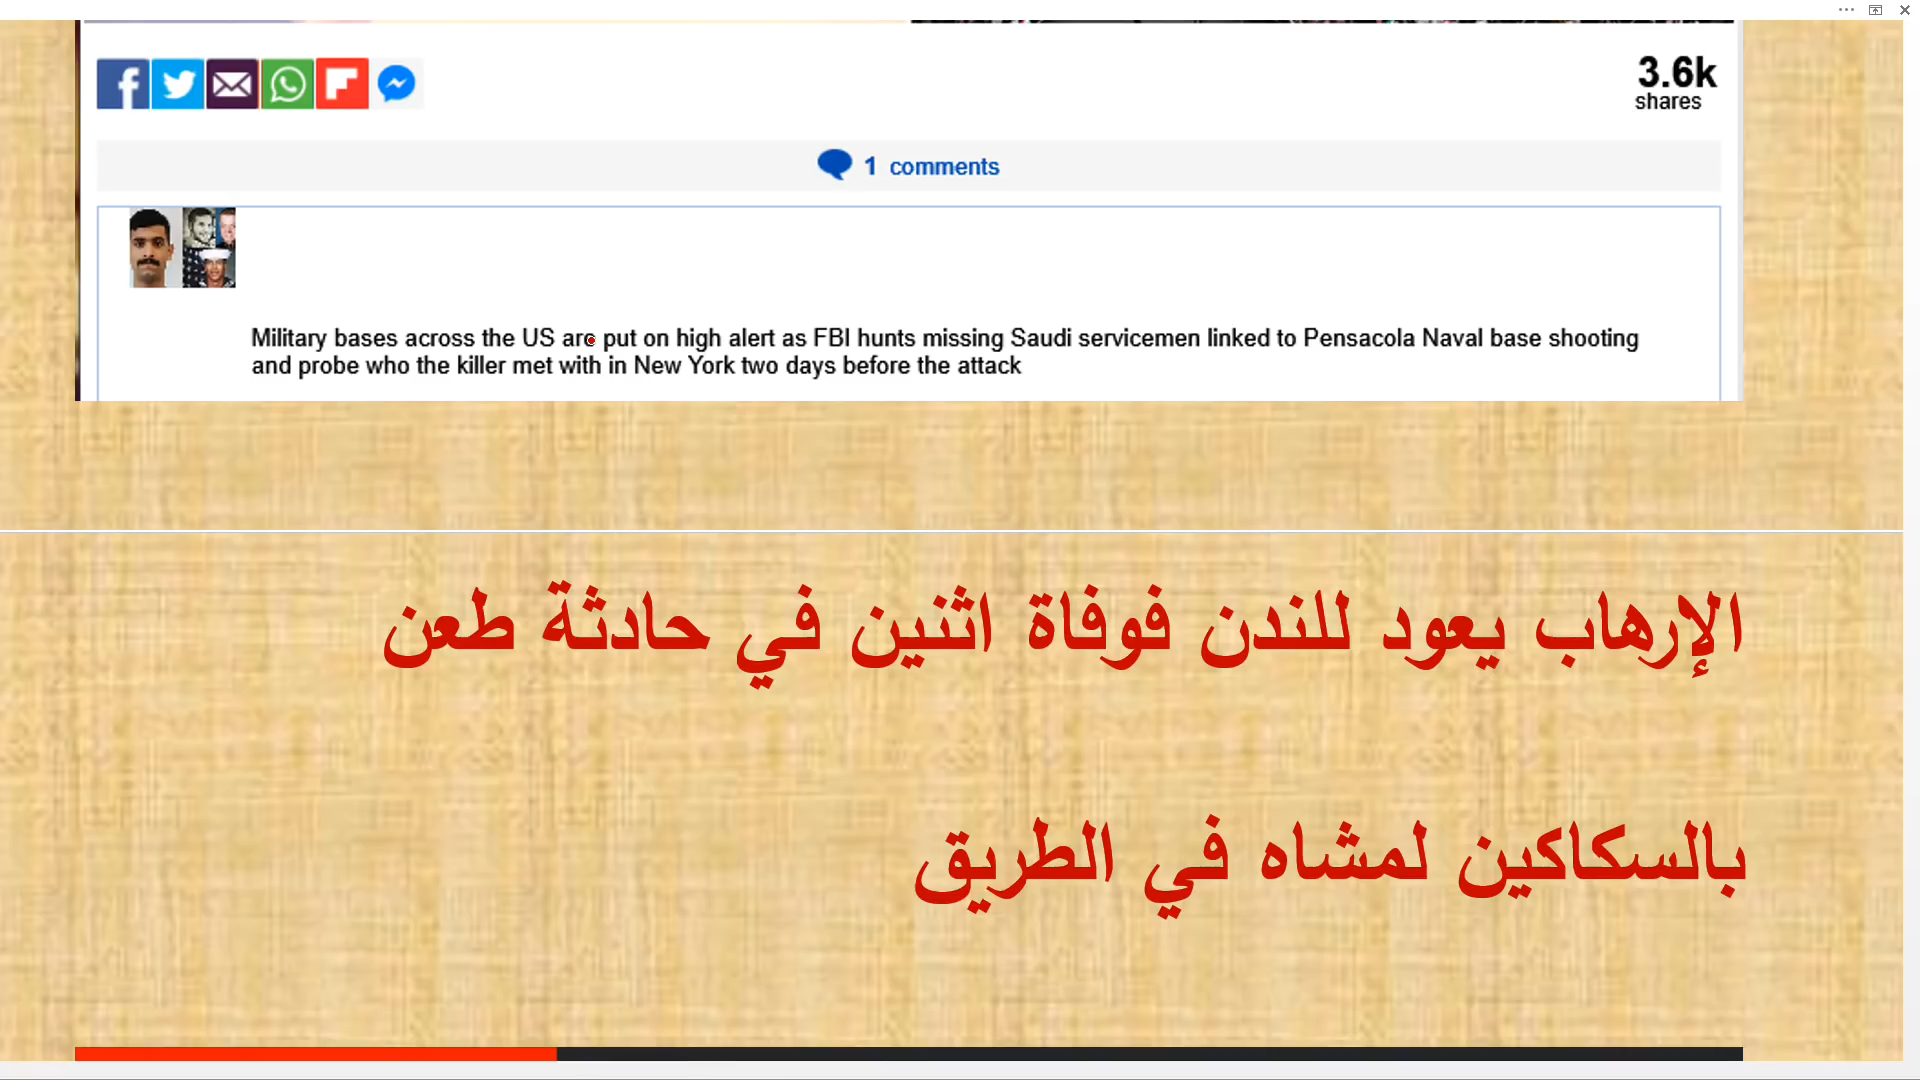 3.6k
shares
1 comments
Military bases across the US are put on high alert as FBI hunts missing Saudi servicemen linked to Pensacola Naval base shooting
and probe who the killer met with in New York two days before the attack
الإرهاب يعود للندن فوفاة اثنين في حادثة طعن
بالسكاكين لمشاه في الطريق